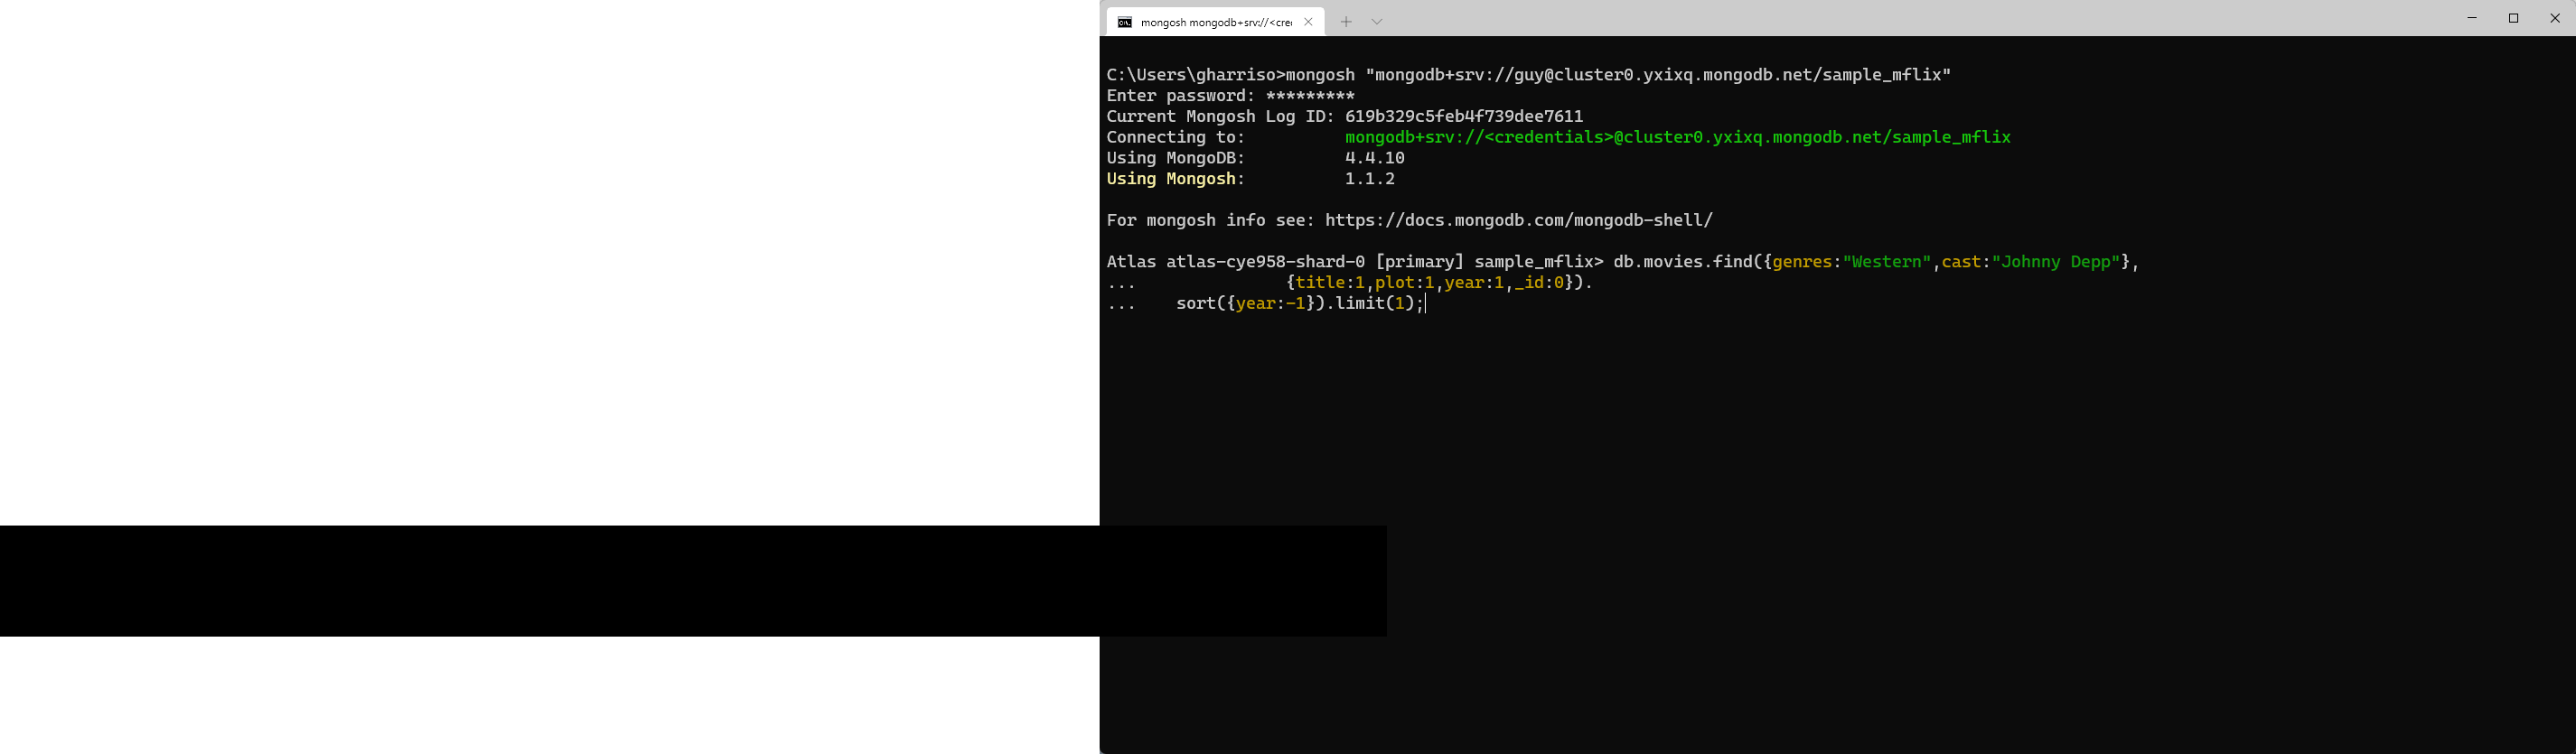 mongosh mongodb+srv://<cre
C:\Users\gharriso>mongosh "mongodb+srv://guy@cluster0.yxixq.mongodb.net/sample_mflix"
Enter password: *********
Current Mongosh Log ID: 619b329c5feb4f739dee7611
Connecting to: mongodb+srv://<credentials>@cluster0.yxixq.mongodb.net/sample_mflix
Using MongoDB: 4.4.10
Using Mongosh: 1.1.2
For mongosh info see: https://docs.mongodb.com/mongodb-shell/
Atlas atlas-cye958-shard-0 [primary] sample_mflix> db.movies.find({genres:"Western",cast:"Johnny Depp"},
... {title:1,plot:1,year:1,_id:0}).
... sort({year:-1}).limit(1);